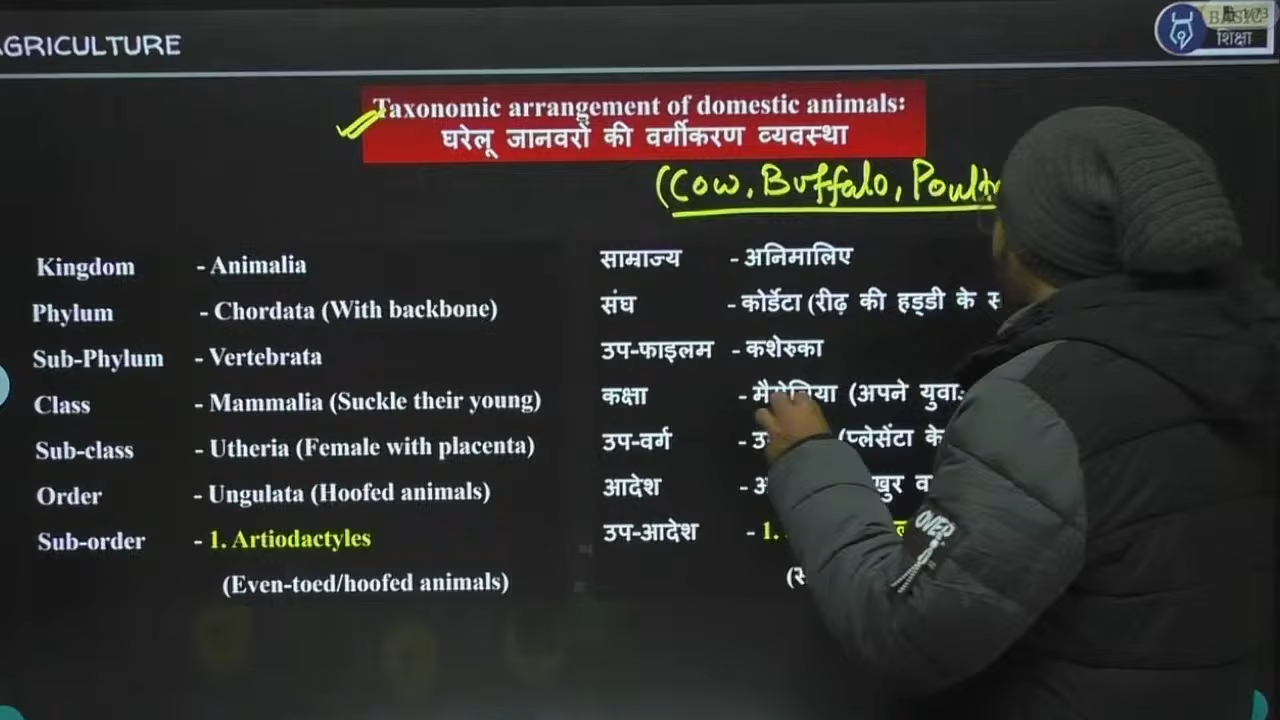 AGRICULTURE
BASIC
शिक्षा
Taxonomic arrangement of domestic animals:
घरेलू जानवरों की वर्गीकरण व्यवस्था
(Cow, Buffalo, Poult
Kingdom - Animalia
Phylum - Chordata (With backbone)
Sub-Phylum - Vertebrata
Class - Mammalia (Suckle their young)
Sub-class - Utheria (Female with placenta)
Order - Ungulata (Hoofed animals)
Sub-order - 1. Artiodactyles
(Even-toed/hoofed animals)
साम्राज्य - अनिमालिए
संघ - कोर्डेटा (रीढ़ की हड्डी के स
उप-फाइलम - कशेरुका
कक्षा - (अपने युवा
उप-वर्ग - (प्लेसेंटा के
आदेश - खुर व
उप-आदेश - 1.
OVER